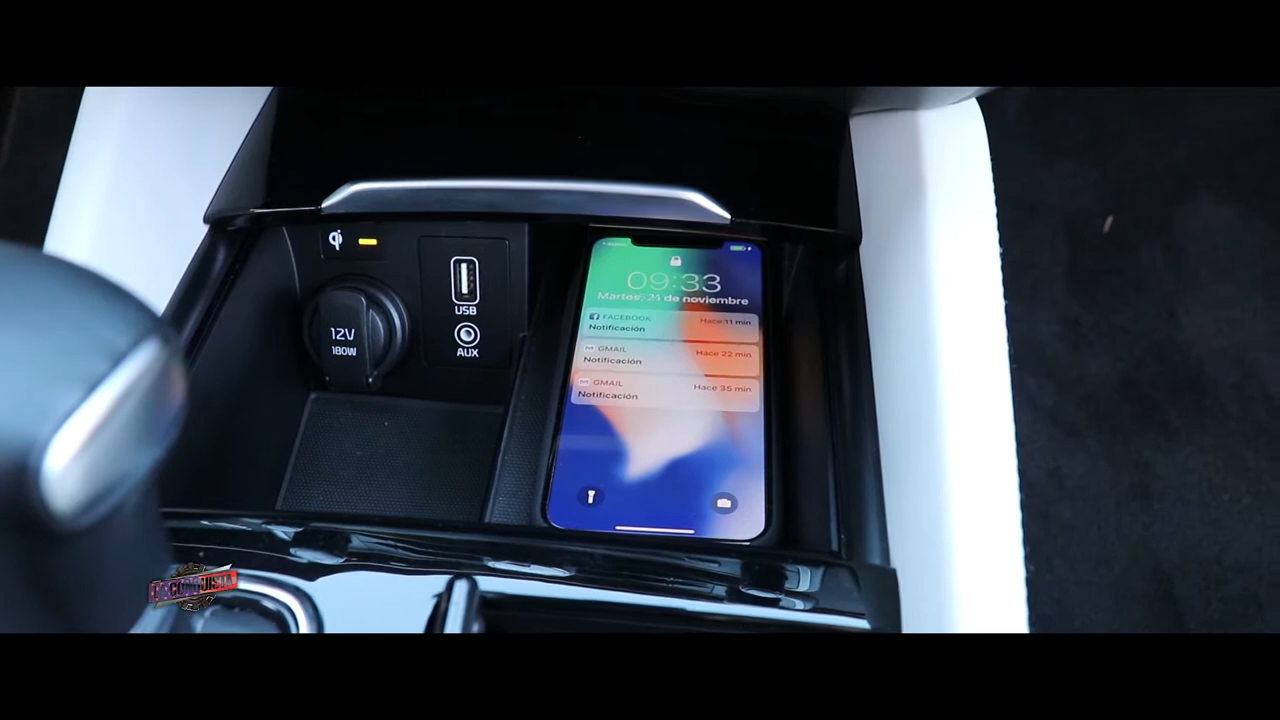 qi
12V
180W
USB
AUX
09:33
Martes, 21 de noviembre
FACEBOOK
Hace 11 min
Notificación
GMAIL
Hace 22 min
Notificación
GMAIL
Hace 35 min
Notificación